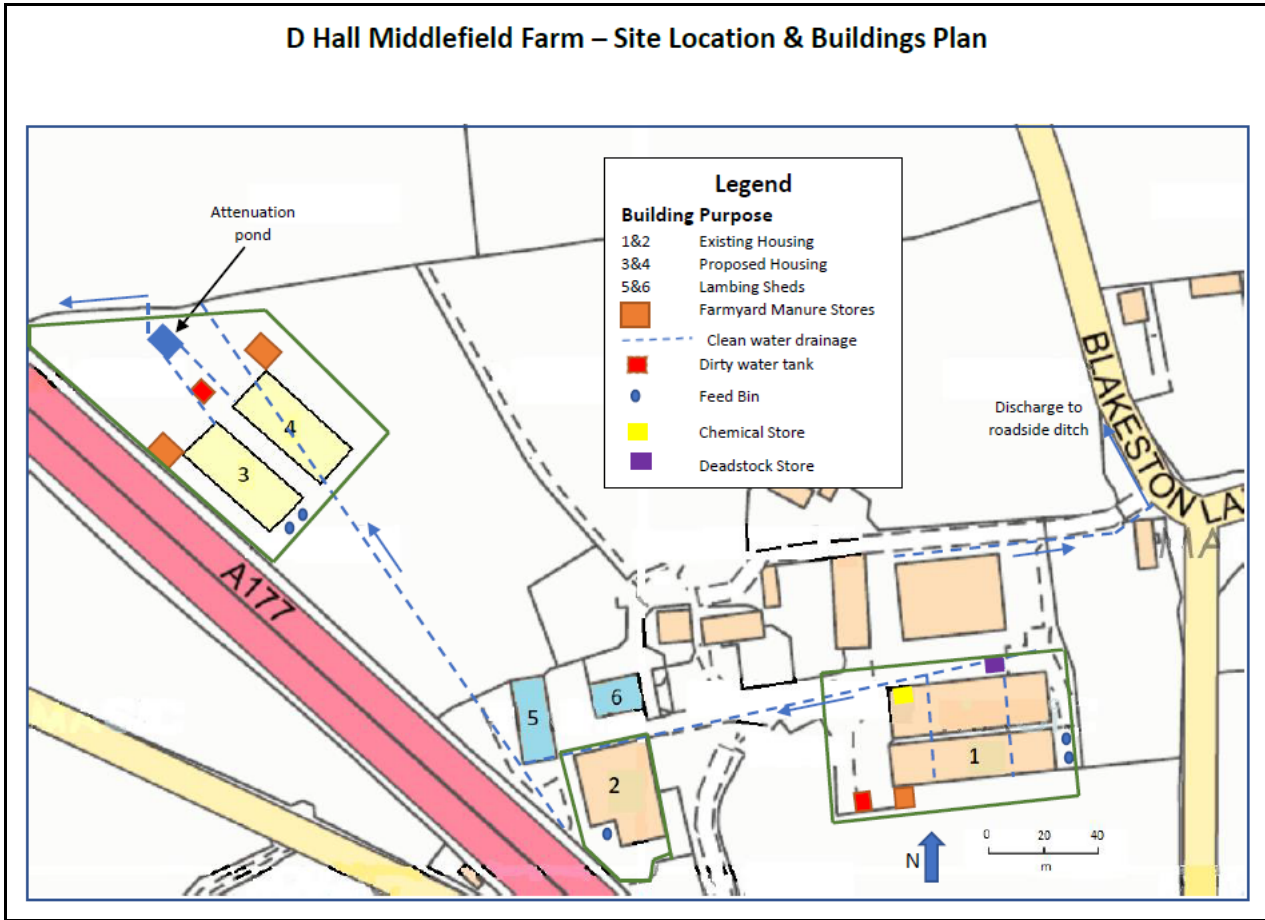 D Hall Middlefield Farm – Site Location & Buildings Plan
Attenuation
pond
Legend
Building Purpose
1&2 Existing Housing
3&4 Proposed Housing
5&6 Lambing Sheds
Farmyard Manure Stores
Clean water drainage
Dirty water tank
Feed Bin
Chemical Store
Deadstock Store
4
3
A177
BLAKESTON LA
Discharge to
roadside ditch
MA
5
6
2
1
0 20 40
m
N